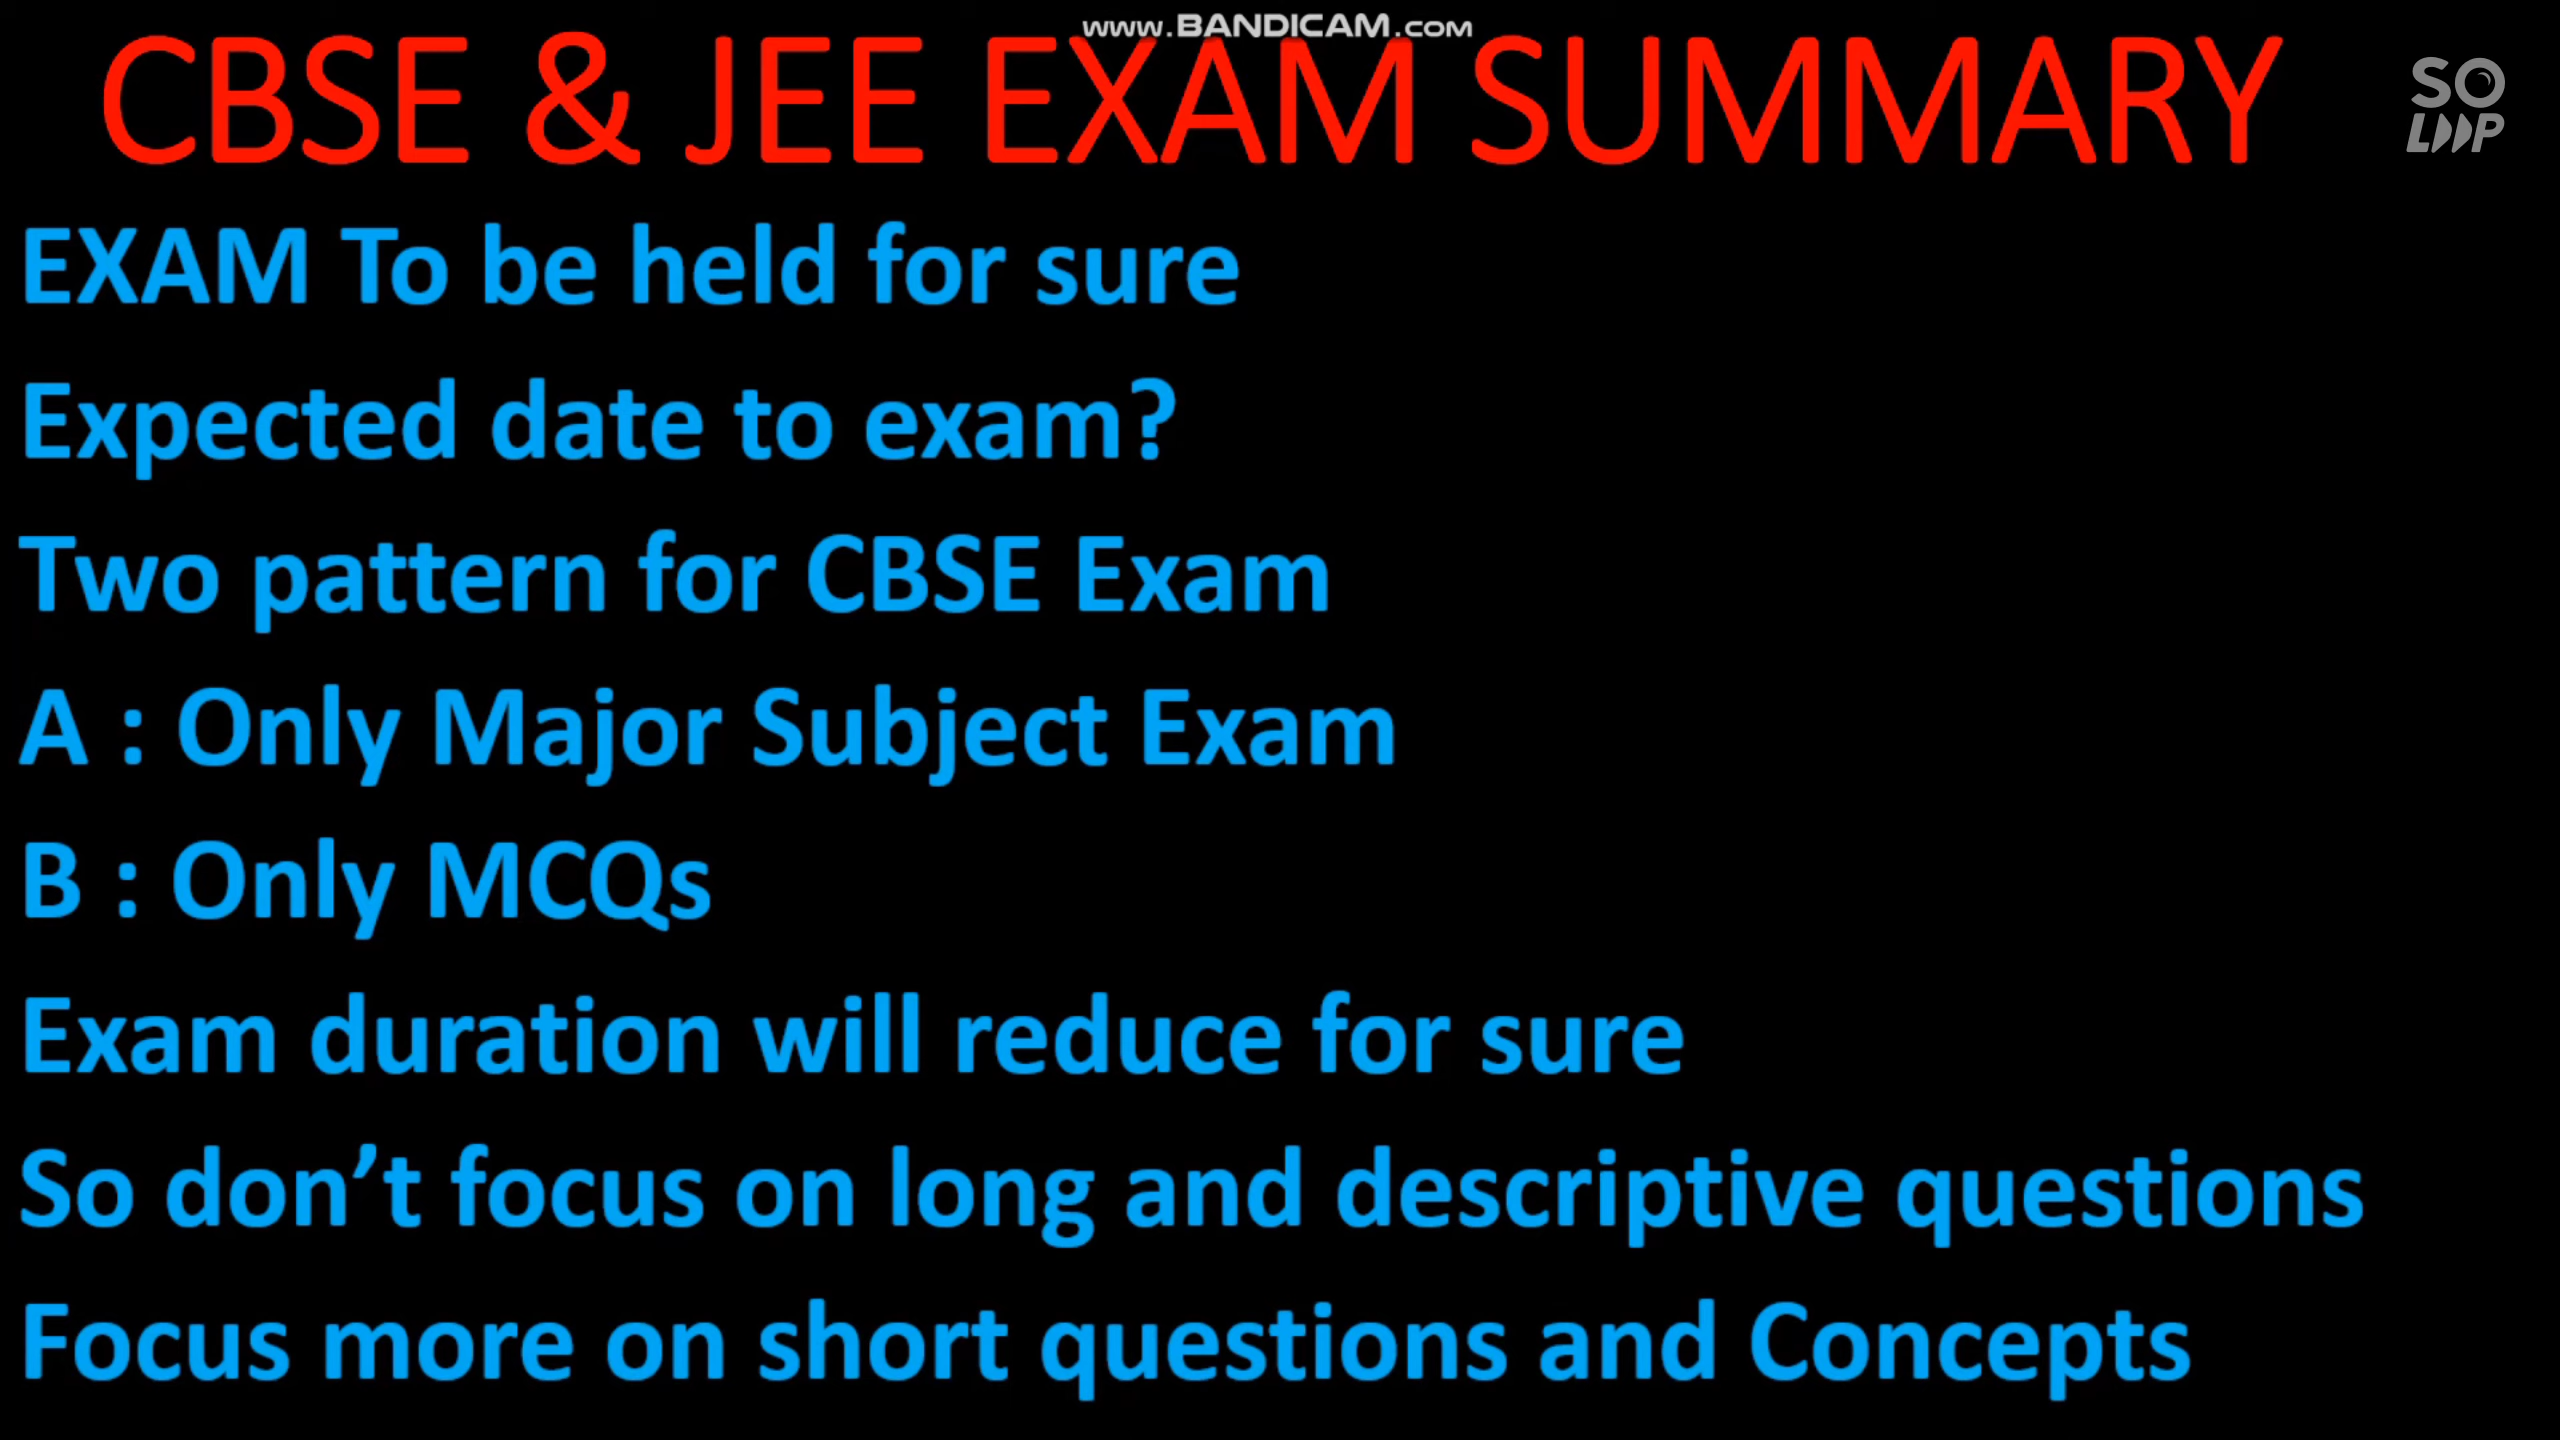 www.BANDICAM.com
CBSE & JEE EXAM SUMMARY
SO
LOOP
EXAM To be held for sure
Expected date to exam?
Two pattern for CBSE Exam
A : Only Major Subject Exam
B : Only MCQs
Exam duration will reduce for sure
So don’t focus on long and descriptive questions
Focus more on short questions and Concepts